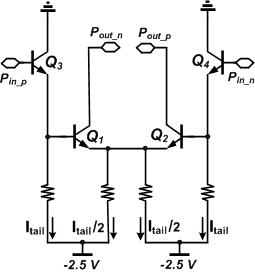 P_out_n P_out_p
Q_3 Q_4
P_in_p P_in_n
Q_1 Q_2
I_tail I_tail/2 I_tail/2 I_tail
-2.5 V -2.5 V